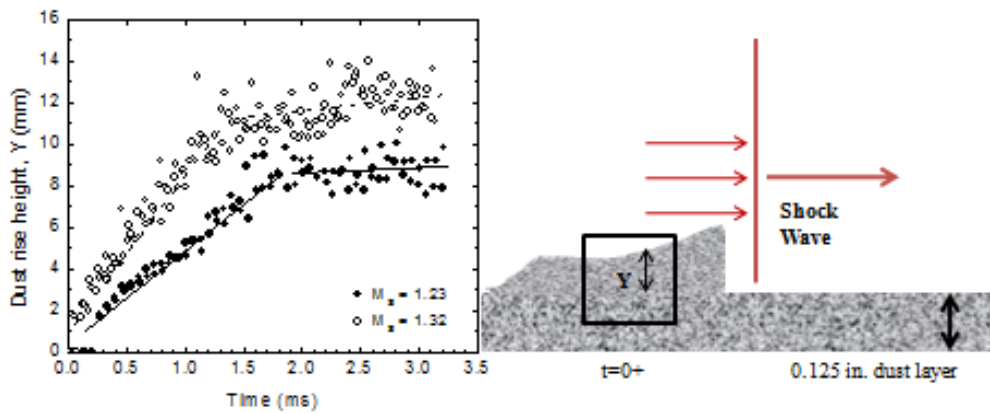 16
14
12
10
8
6
4
2
0
Dust rise height, Y (mm)
0.0 0.5 1.0 1.5 2.0 2.5 3.0 3.5
Time (ms)
M_s = 1.23
M_s = 1.32
Shock
Wave
Y
t=0+
0.125 in. dust layer